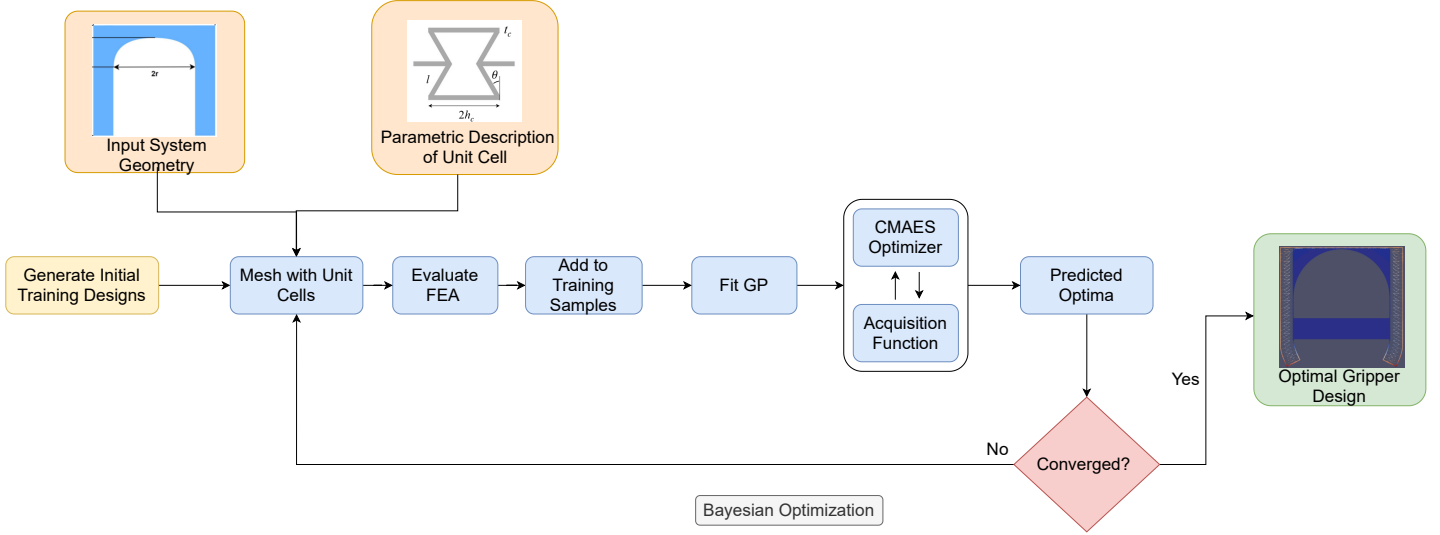 2r
Input System
Geometry
t_c
l
θ
2h_c
Parametric Description
of Unit Cell
Generate Initial
Training Designs
Mesh with Unit
Cells
Evaluate
FEA
Add to
Training
Samples
Fit GP
CMAES
Optimizer
Acquisition
Function
Predicted
Optima
Converged?
No
Yes
Optimal Gripper
Design
Bayesian Optimization